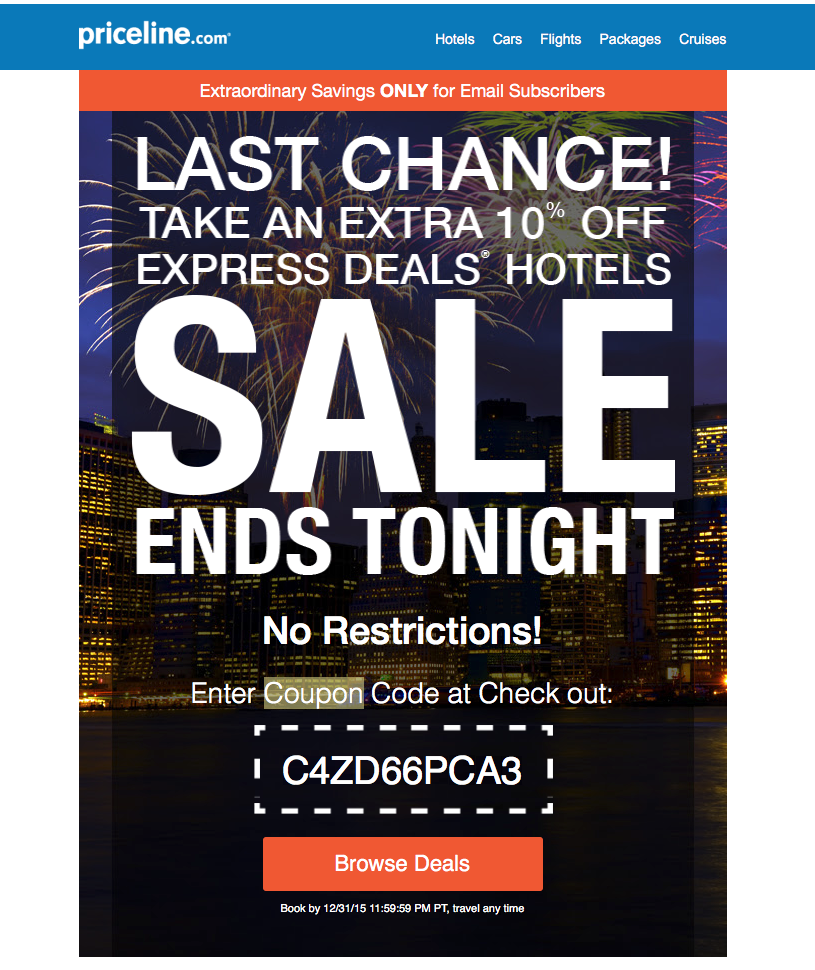 priceline.com®
Hotels Cars Flights Packages Cruises
Extraordinary Savings ONLY for Email Subscribers
LAST CHANCE!
TAKE AN EXTRA 10% OFF
EXPRESS DEALS® HOTELS
SALE
ENDS TONIGHT
No Restrictions!
Enter Coupon Code at Check out:
C4ZD66PCA3
Browse Deals
Book by 12/31/15 11:59:59 PM PT, travel any time